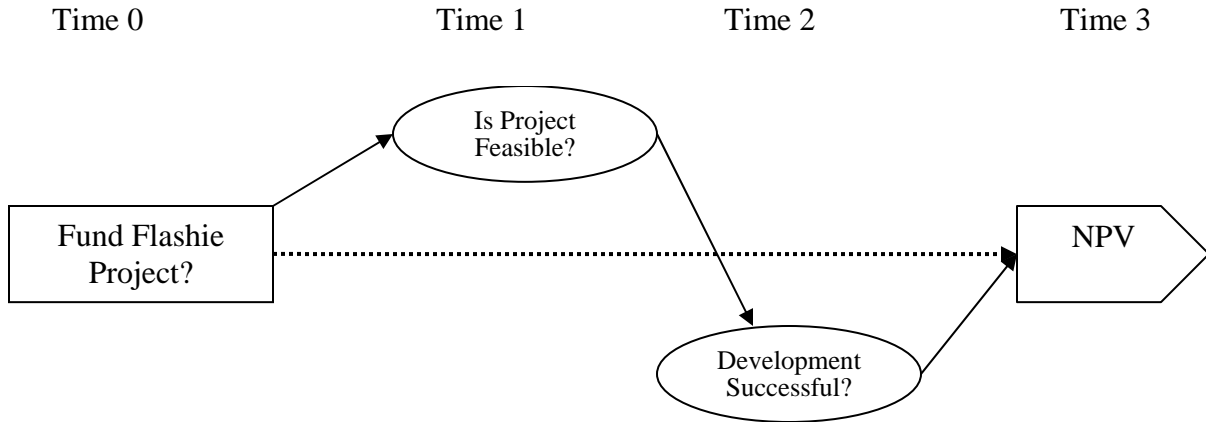 Time 0
Time 1
Time 2
Time 3
Is Project
Feasible?
Fund Flashie
Project?
NPV
Development
Successful?